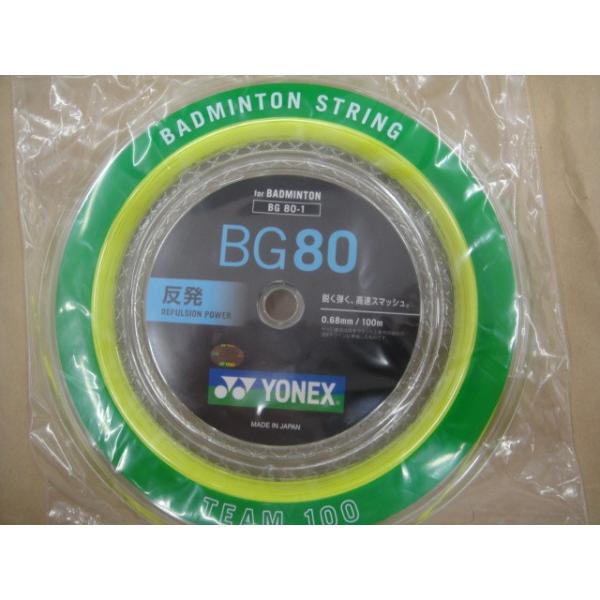 BADMINTON STRING
for BADMINTON
BG 80-1
BG80
反発
REPULSION POWER
鋭く弾く、高速スマッシュ。
0.68mm / 100m
YONEX
MADE IN JAPAN
TEAM 100